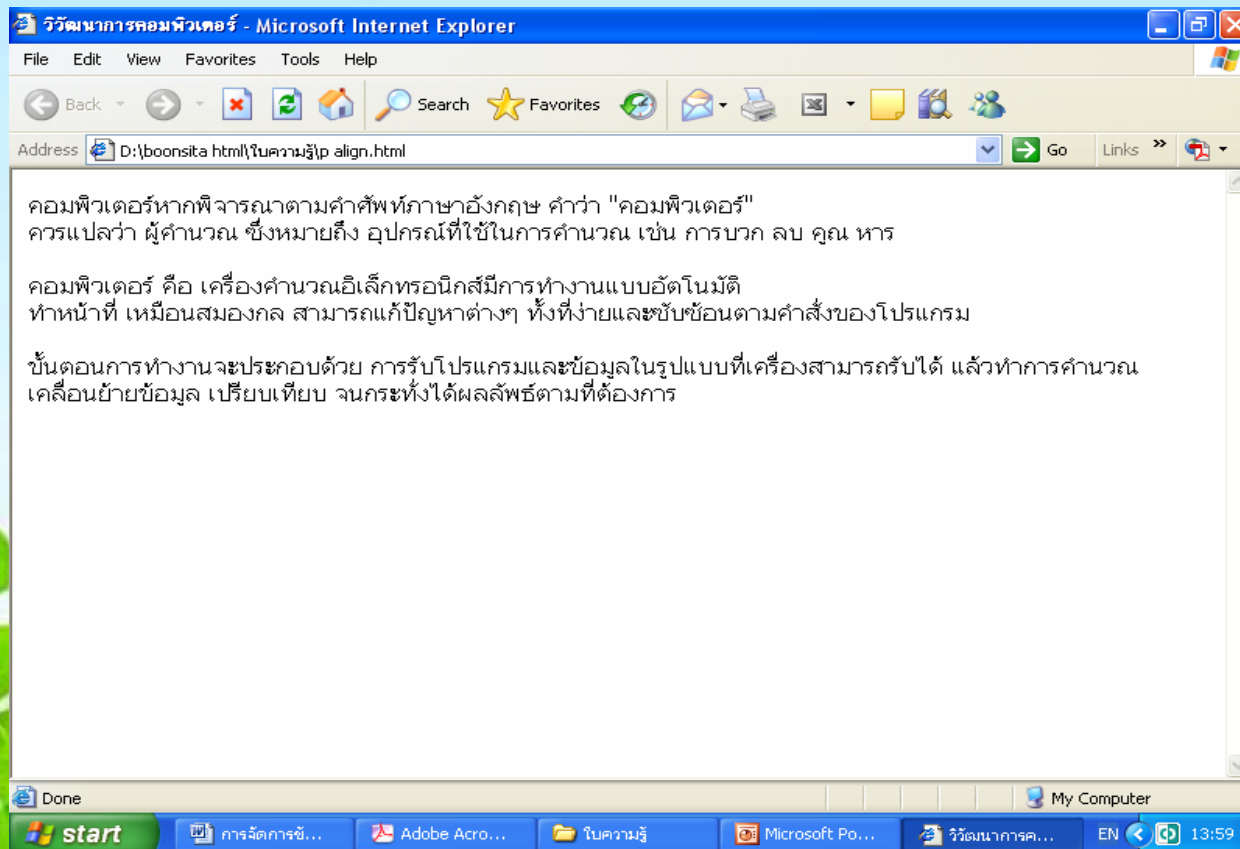 วิวัฒนาการคอมพิวเตอร์ - Microsoft Internet Explorer
File Edit View Favorites Tools Help
Back Search Favorites
Address D:\boonsita html\ใบความรู้\p align.html Go Links »
คอมพิวเตอร์หากพิจารณาตามคำศัพท์ภาษาอังกฤษ คำว่า "คอมพิวเตอร์"
ควรแปลว่า ผู้คำนวณ ซึ่งหมายถึง อุปกรณ์ที่ใช้ในการคำนวณ เช่น การบวก ลบ คูณ หาร
คอมพิวเตอร์ คือ เครื่องคำนวณอิเล็กทรอนิกส์มีการทำงานแบบอัตโนมัติ
ทำหน้าที่ เหมือนสมองกล สามารถแก้ปัญหาต่างๆ ทั้งที่ง่ายและซับซ้อนตามคำสั่งของโปรแกรม
ขั้นตอนการทำงานจะประกอบด้วย การรับโปรแกรมและข้อมูลในรูปแบบที่เครื่องสามารถรับได้ แล้วทำการคำนวณ
เคลื่อนย้ายข้อมูล เปรียบเทียบ จนกระทั่งได้ผลลัพธ์ตามที่ต้องการ
Done My Computer
start การจัดการข้... Adobe Acro... ใบความรู้ Microsoft Po... วิวัฒนาการค... EN 13:59